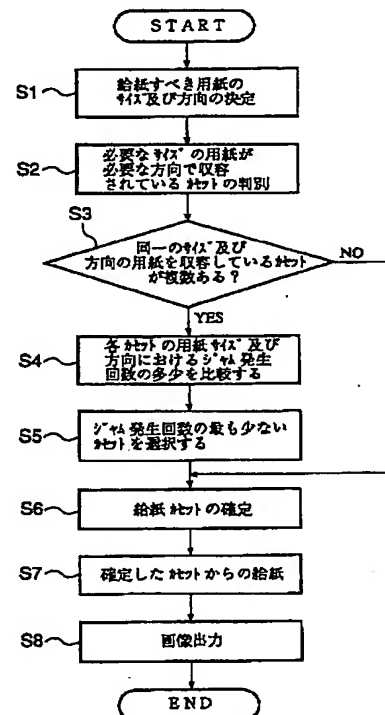 START
S1
給紙すべき用紙の
サイズ及び方向の決定
S2
必要なサイズの用紙が
必要な方向で収容
されているカセットの判別
S3
同一のサイズ及び
方向の用紙を収容しているカセット
が複数ある?
NO
YES
S4
各カセットの用紙サイズ及び
方向におけるジャム発生
回数の多少を比較する
S5
ジャム発生回数の最も少ない
カセットを選択する
S6
給紙カセットの確定
S7
確定したカセットからの給紙
S8
画像出力
END